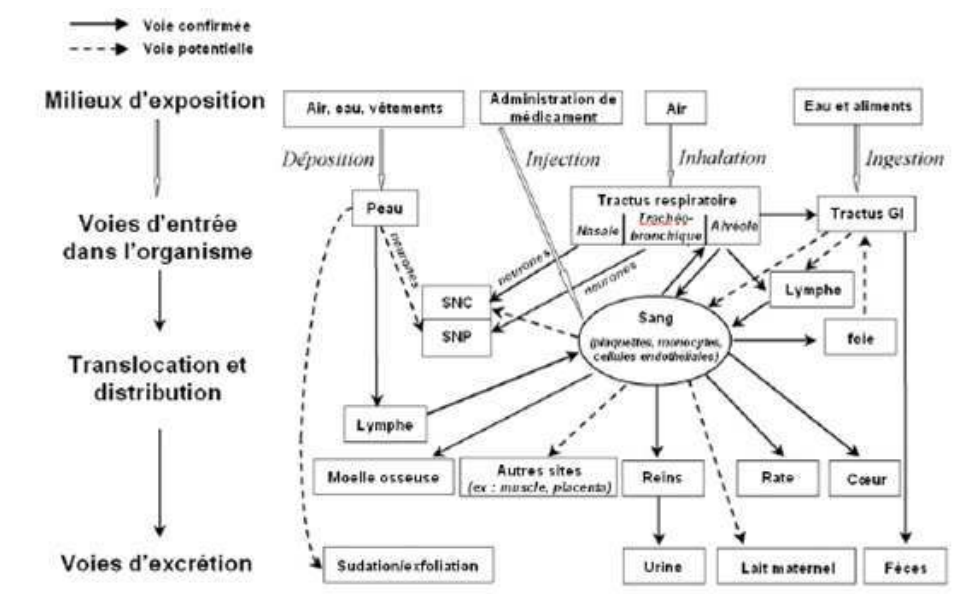 Voie confirmée
Voie potentielle
Milieux d'exposition
Air, eau, vêtements
Administration de
médicament
Air
Eau et aliments
Déposition
Injection
Inhalation
Ingestion
Voies d'entrée
dans l'organisme
Peau
Tractus respiratoire
Nasale
Trachéo-
bronchique
Alvéole
Tractus GI
neurones
neurones
neurones
SNC
SNP
Lymphe
Sang
(plaquettes, monocytes,
cellules endotheliales)
foie
Translocation et
distribution
Lymphe
Moelle osseuse
Autres sites
(ex : muscle, placenta)
Reins
Rate
Cœur
Voies d'excrétion
Sudation/exfoliation
Urine
Lait maternel
Fèces